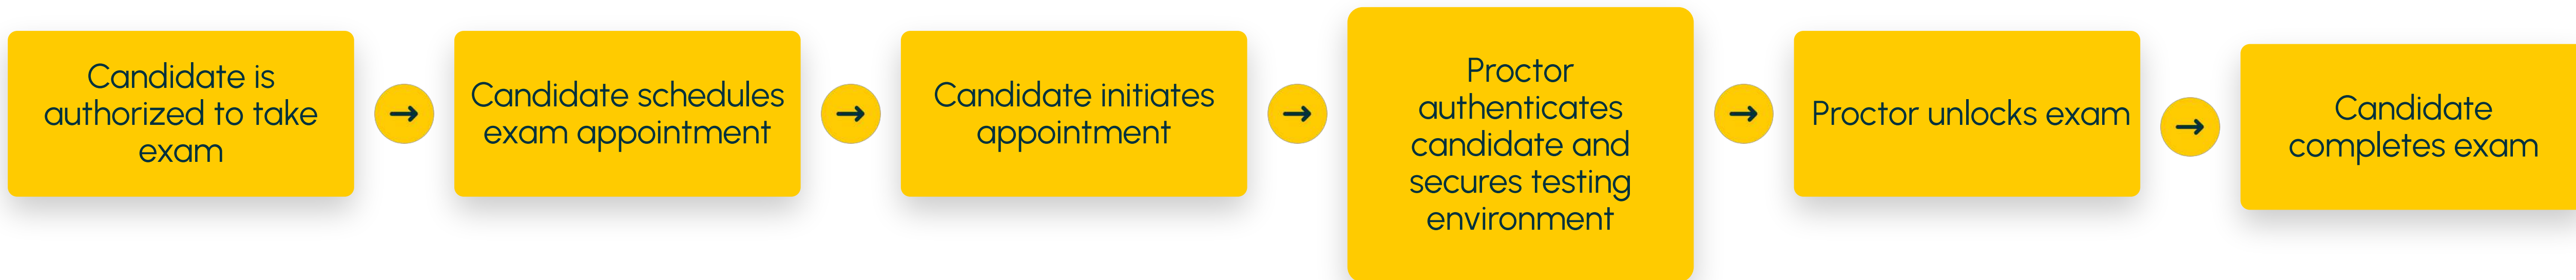 Candidate is
authorized to take
exam
→
Candidate schedules
exam appointment
→
Candidate initiates
appointment
→
Proctor
authenticates
candidate and
secures testing
environment
→
Proctor unlocks exam
→
Candidate
completes exam